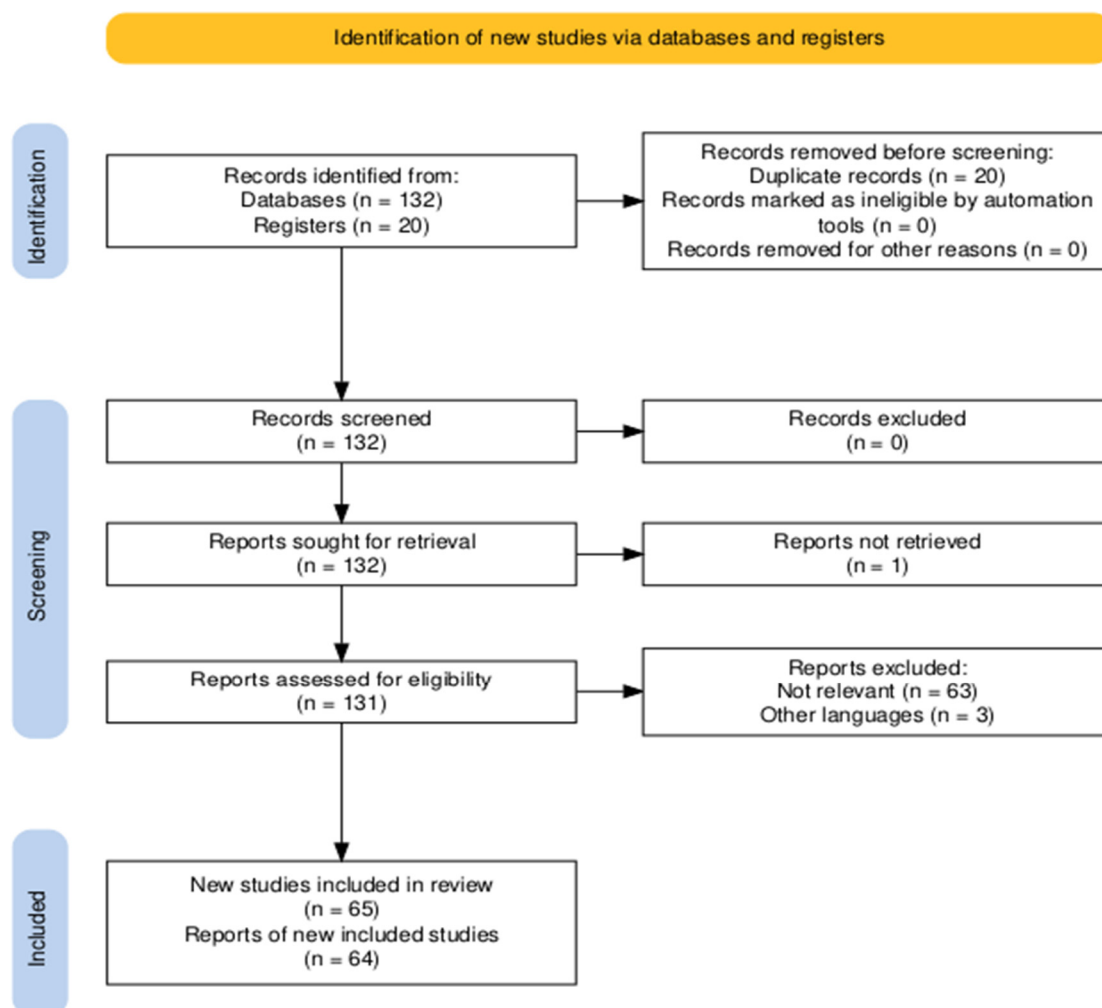 Identification of new studies via databases and registers
Identification
Records identified from:
Databases (n = 132)
Registers (n = 20)
Records removed before screening:
Duplicate records (n = 20)
Records marked as ineligible by automation
tools (n = 0)
Records removed for other reasons (n = 0)
Screening
Records screened
(n = 132)
Records excluded
(n = 0)
Reports sought for retrieval
(n = 132)
Reports not retrieved
(n = 1)
Reports assessed for eligibility
(n = 131)
Reports excluded:
Not relevant (n = 63)
Other languages (n = 3)
Included
New studies included in review
(n = 65)
Reports of new included studies
(n = 64)